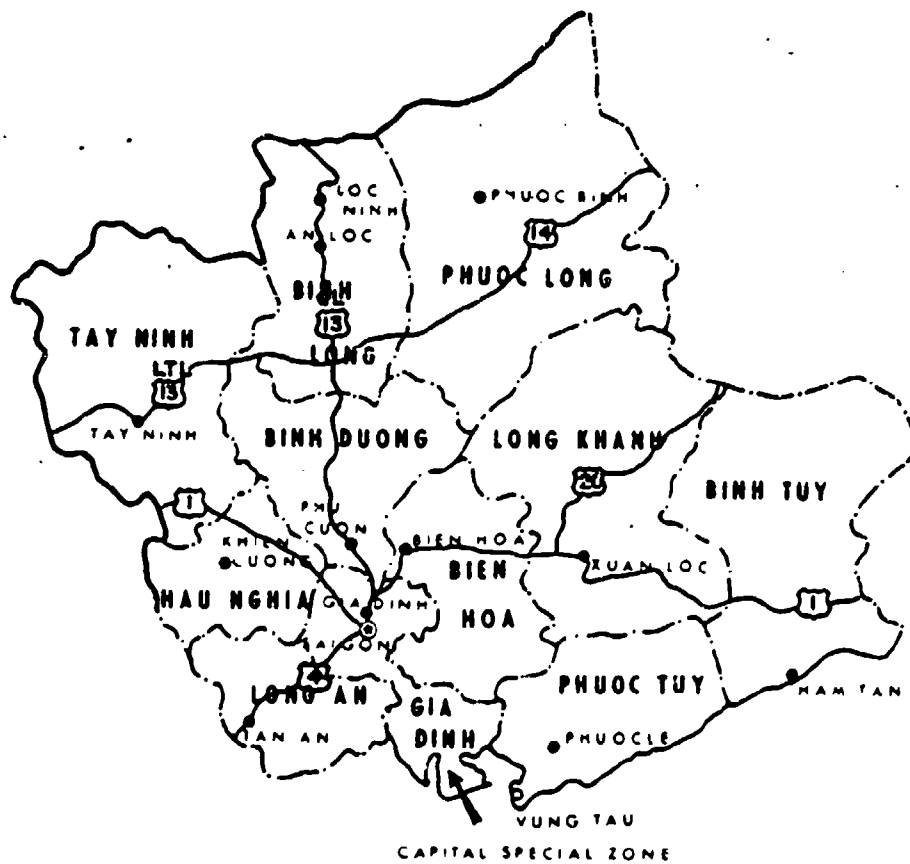 LOC
NINH
PHUOC BINH
AN LOC
14
PHUOC LONG
BINH
QL
13
TAY NINH
LONG
LTL
13
TAY NINH
BINH DUONG
LONG KHANH
20
BINH TUY
1
PHU
CUON
KHIEN
CUONG
BIEN HOA
BIEN
XUAN LOC
HAU NGHIA
GIA DINH
HOA
1
SAIGON
4
LONG AN
PHUOC TUY
HAM TAN
GIA
DINH
TAN AN
PHUOCLE
VUNG TAU
CAPITAL SPECIAL ZONE